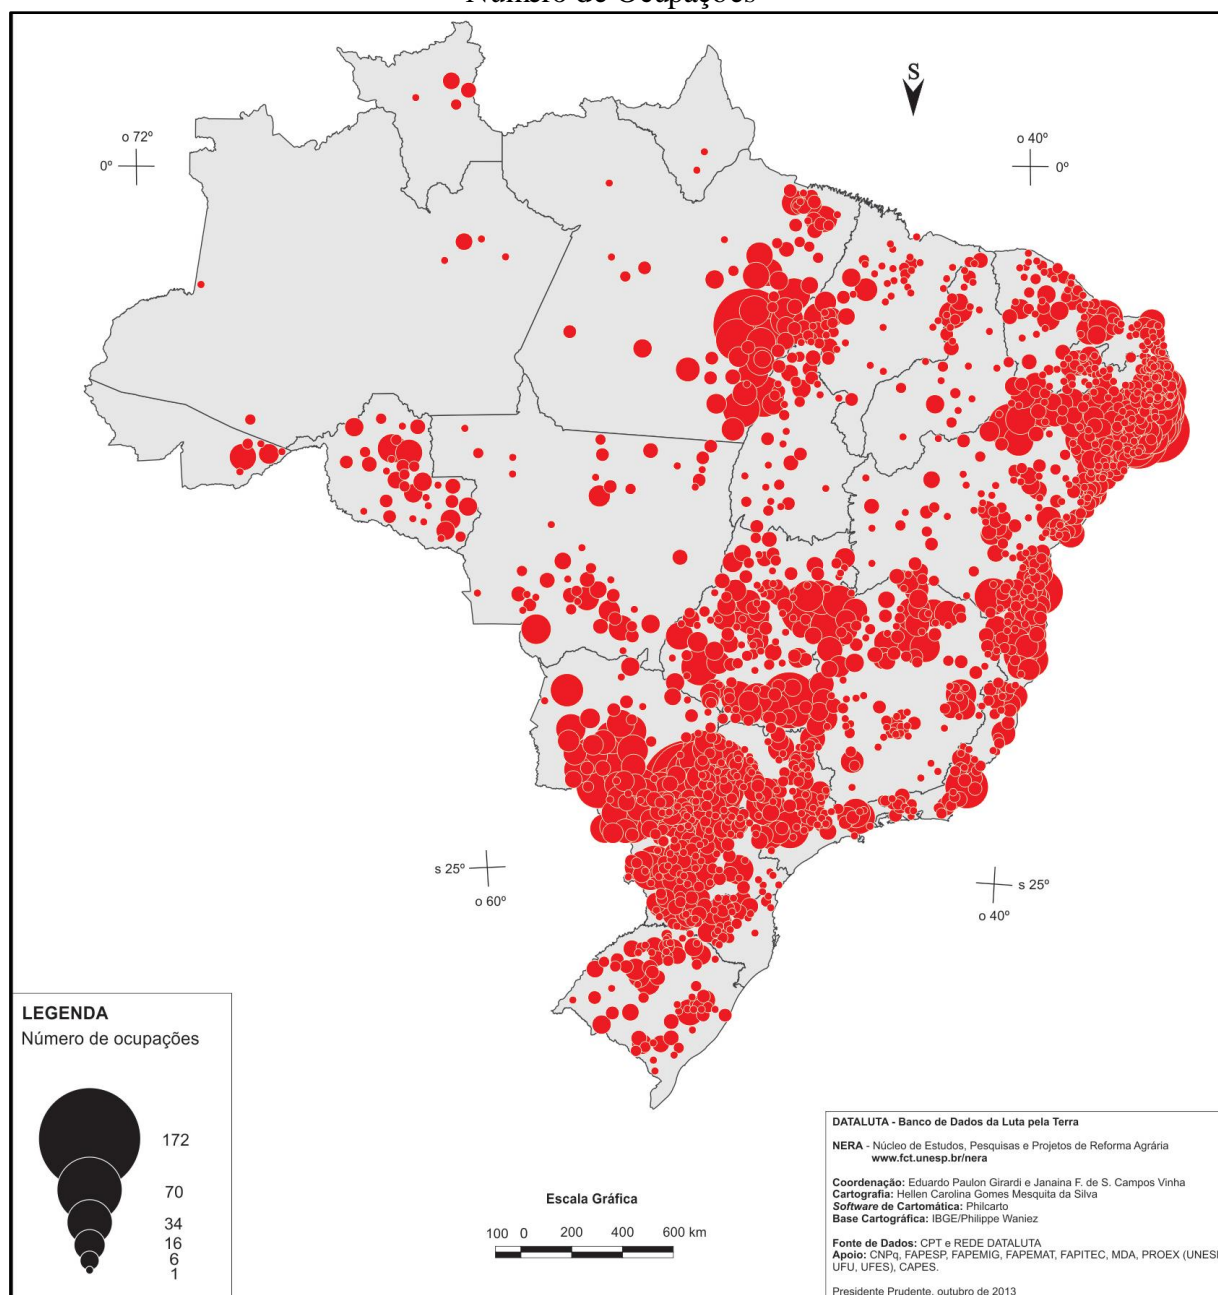 Número de Ocupações
S
o 72º
0º
o 40º
0º
s 25º
o 60º
s 25º
o 40º
LEGENDA
Número de ocupações
172
70
34
16
6
1
Escala Gráfica
100 0 200 400 600 km
DATALUTA - Banco de Dados da Luta pela Terra
NERA - Núcleo de Estudos, Pesquisas e Projetos de Reforma Agrária
www.fct.unesp.br/nera
Coordenação: Eduardo Paulon Girardi e Janaina F. de S. Campos Vinha
Cartografia: Hellen Carolina Gomes Mesquita da Silva
Software de Cartomática: Philcarto
Base Cartográfica: IBGE/Philippe Waniez
Fonte de Dados: CPT e REDE DATALUTA
Apoio: CNPq, FAPESP, FAPEMIG, FAPEMAT, FAPITEC, MDA, PROEX (UNESP
UFU, UFES), CAPES.
Presidente Prudente, outubro de 2013